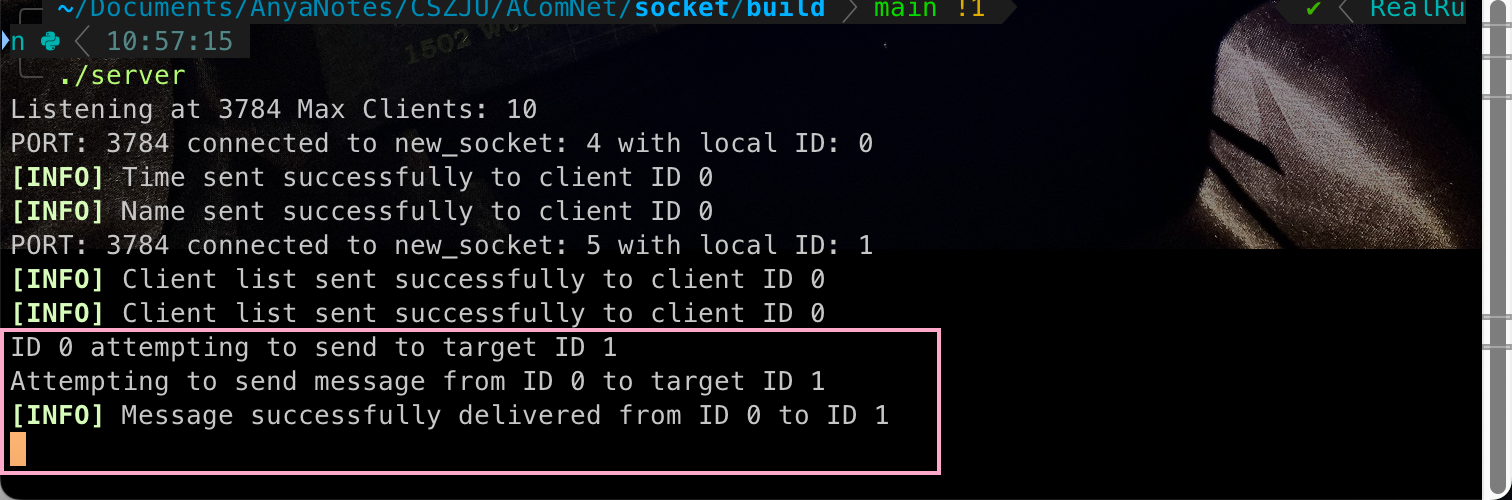 ~/Documents/AnyaNotes/CSZJU/AComNet/socket/build main !1 ✔ RealRu
n 10:57:15
./server
Listening at 3784 Max Clients: 10
PORT: 3784 connected to new_socket: 4 with local ID: 0
[INFO] Time sent successfully to client ID 0
[INFO] Name sent successfully to client ID 0
PORT: 3784 connected to new_socket: 5 with local ID: 1
[INFO] Client list sent successfully to client ID 0
[INFO] Client list sent successfully to client ID 0
ID 0 attempting to send to target ID 1
Attempting to send message from ID 0 to target ID 1
[INFO] Message successfully delivered from ID 0 to ID 1